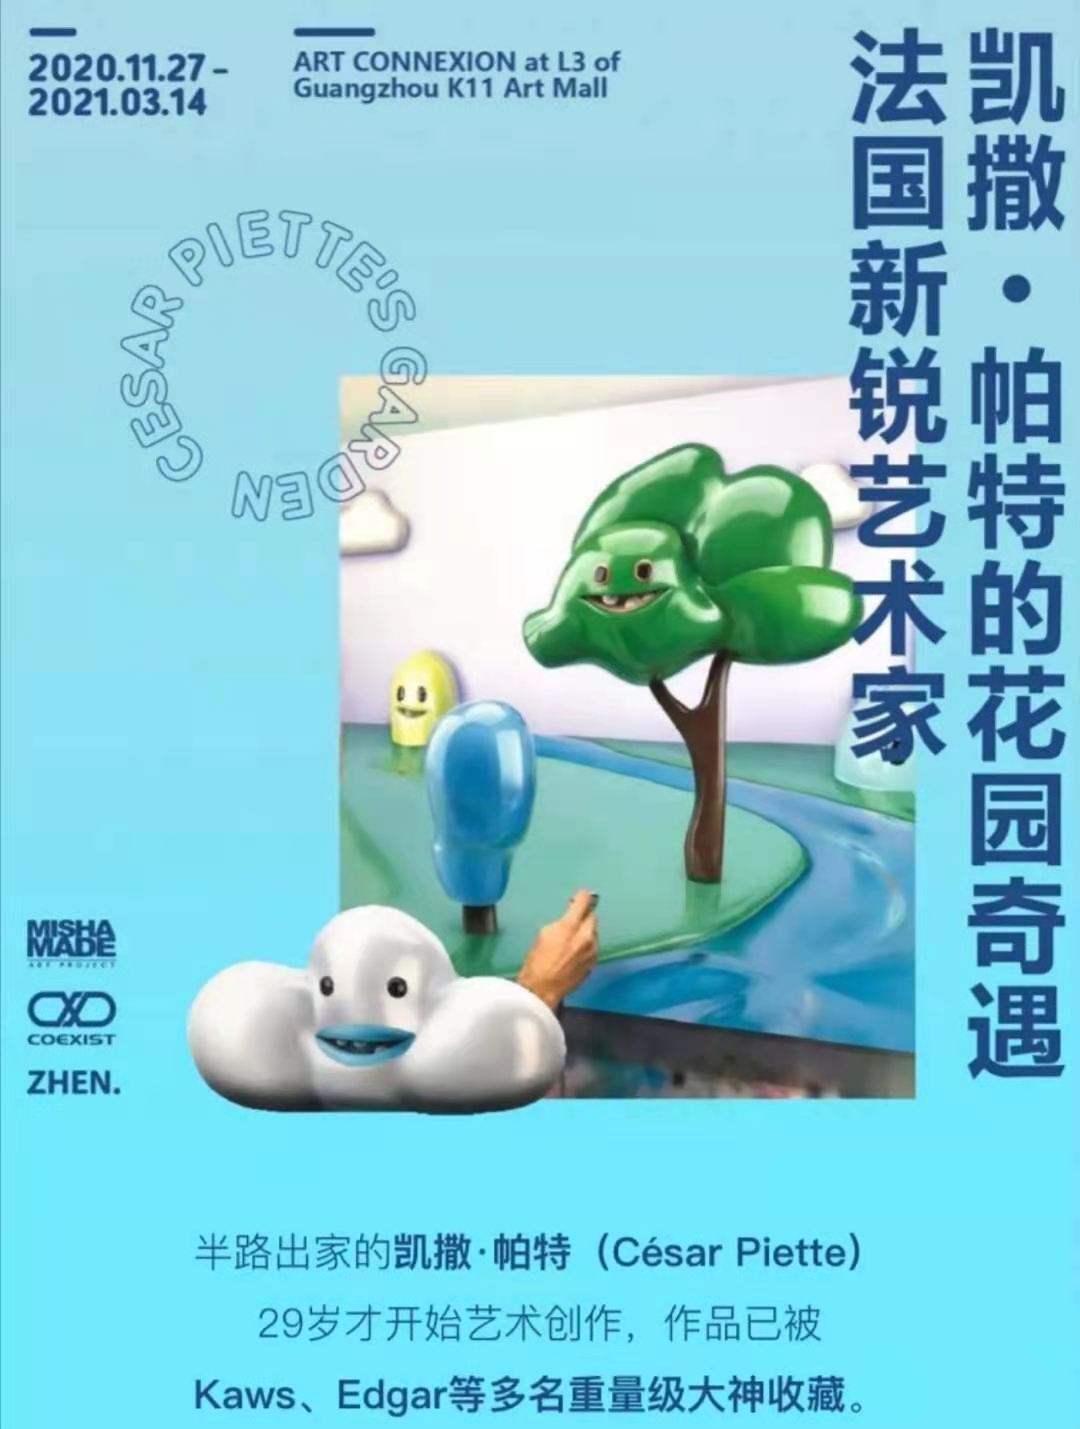 2020.11.27-
2021.03.14
ART CONNEXION at L3 of
Guangzhou K11 Art Mall
凯撒·帕特的花园奇遇
法国新锐艺术家
CESAR PIETTE'S GARDEN
MISHA
MADE
ART PROJECT
COEXIST
ZHEN.
半路出家的凯撒·帕特（César Piette）
29岁才开始艺术创作，作品已被
Kaws、Edgar等多名重量级大神收藏。